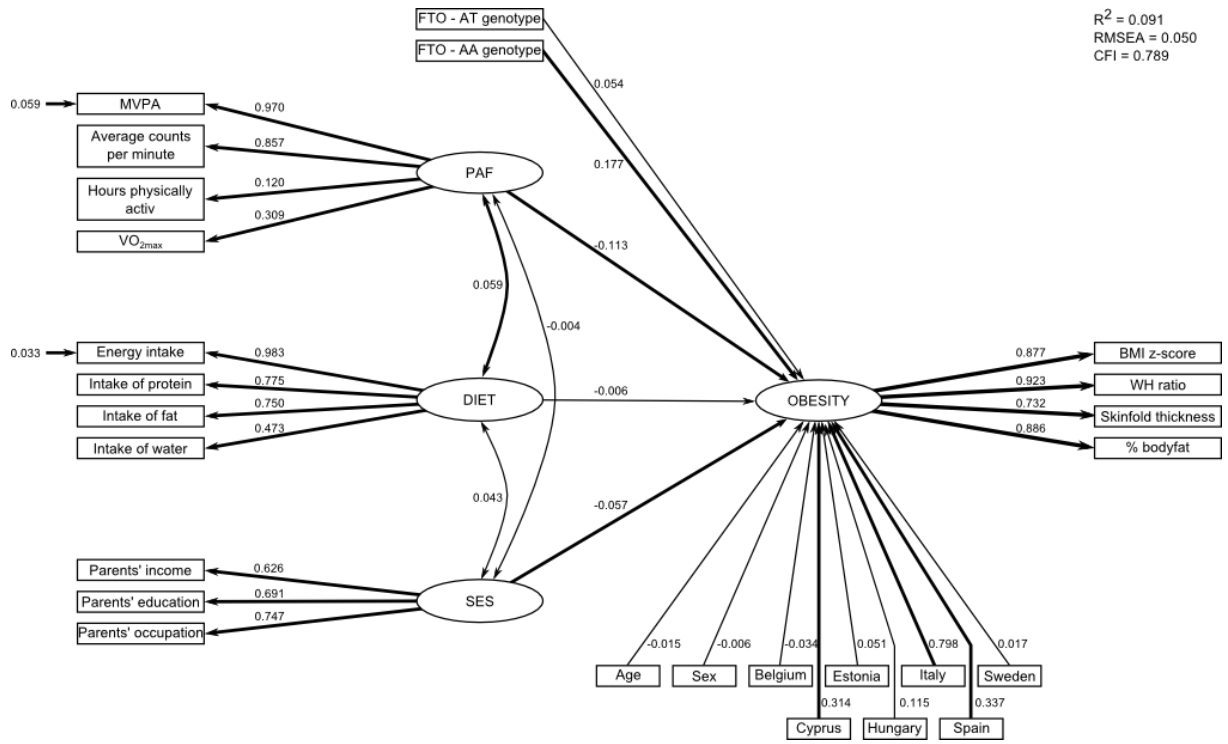 FTO - AT genotype
FTO - AA genotype
R² = 0.091
RMSEA = 0.050
CFI = 0.789
0.054
0.177
0.059
MVPA
0.970
Average counts
per minute
0.857
Hours physically
activ
0.120
VO2max
0.309
PAF
-0.113
0.059
-0.004
0.033
Energy intake
0.983
Intake of protein
0.775
Intake of fat
0.750
Intake of water
0.473
DIET
-0.006
OBESITY
0.877
BMI z-score
0.923
WH ratio
0.732
Skinfold thickness
0.886
% bodyfat
0.043
-0.057
Parents' income
0.626
Parents' education
0.691
Parents' occupation
0.747
SES
-0.015
-0.006
-0.034
0.051
0.798
0.017
Age
Sex
Belgium
Estonia
Italy
Sweden
0.314
0.115
0.337
Cyprus
Hungary
Spain